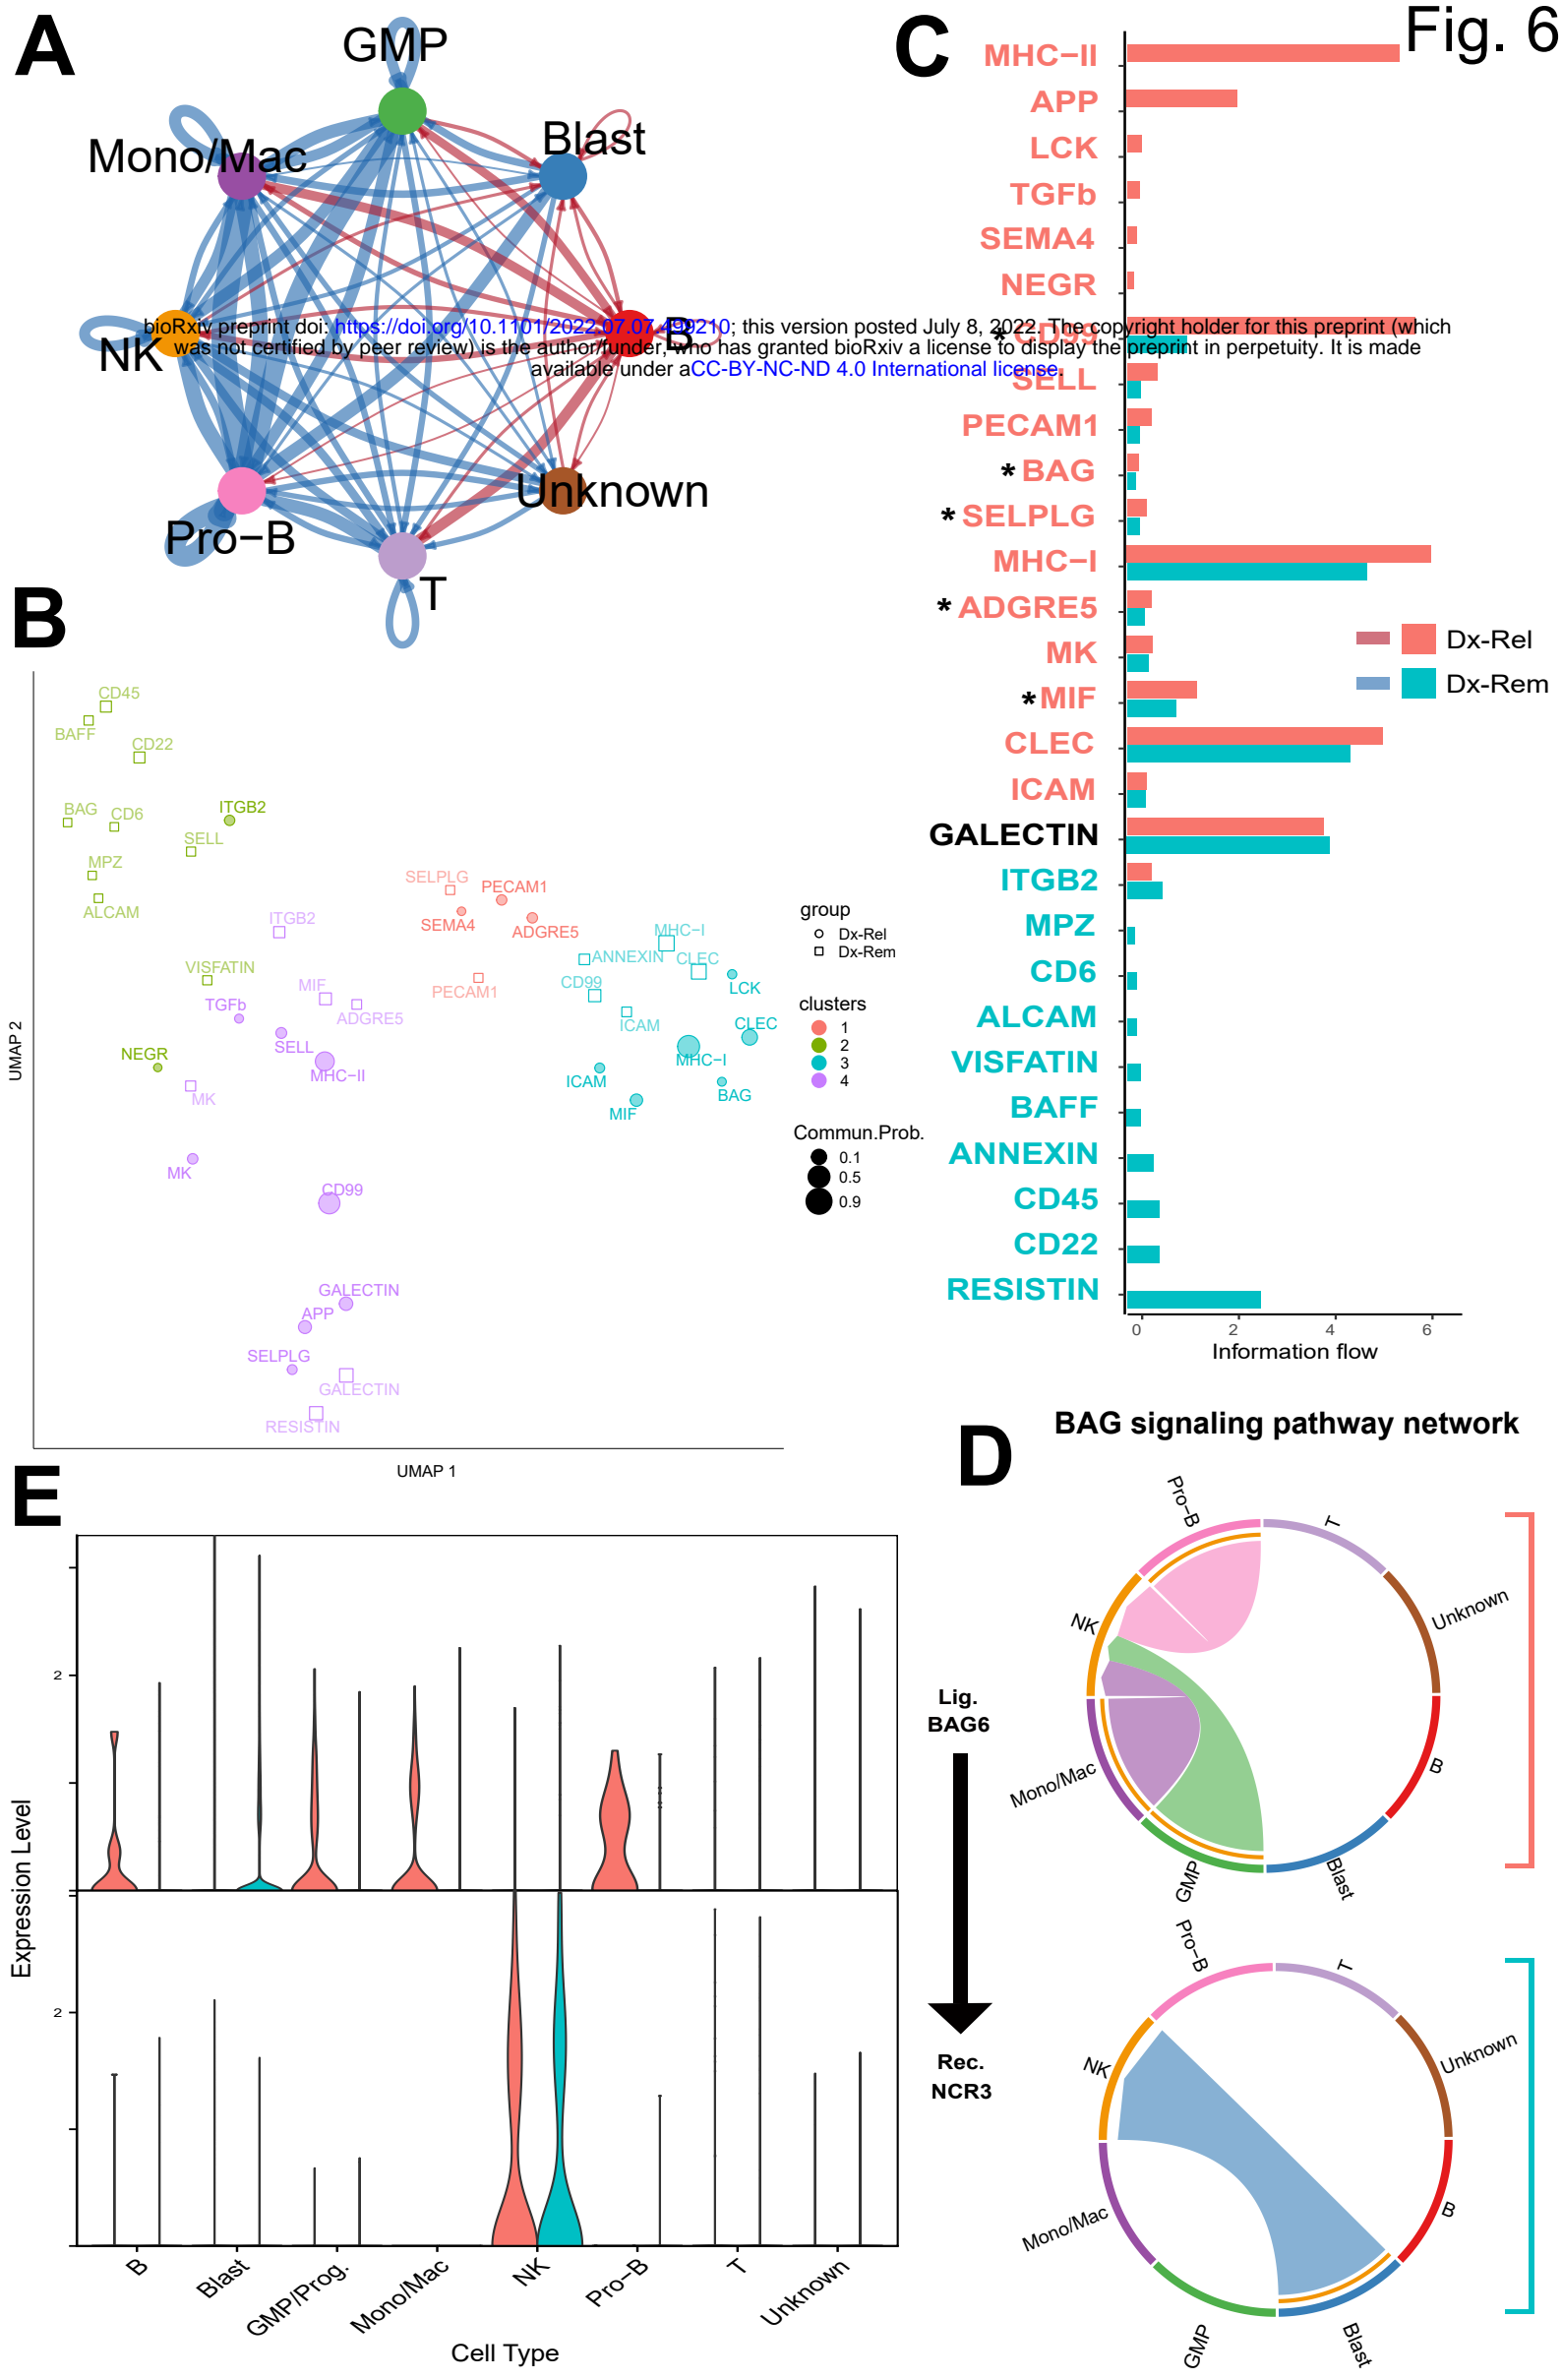 Fig. 6
A
GMP
Blast
Mono/Mac
B
NK
Unknown
Pro−B
T
bioRxiv preprint doi: https://doi.org/10.1101/2022.07.07.499210; this version posted July 8, 2022. The copyright holder for this preprint (which
was not certified by peer review) is the author/funder, who has granted bioRxiv a license to display the preprint in perpetuity. It is made
available under aCC-BY-NC-ND 4.0 International license.
B
CD45
BAFF
CD22
BAG
CD6
ITGB2
SELL
MPZ
ALCAM
SELPLG
PECAM1
SEMA4
ADGRE5
ITGB2
MHC−I
ANNEXIN
CLEC
VISFATIN
MIF
PECAM1
CD99
LCK
TGFb
ADGRE5
ICAM
CLEC
SELL
NEGR
MHC−II
MHC−I
ICAM
MK
BAG
MIF
MK
CD99
GALECTIN
APP
SELPLG
GALECTIN
RESISTIN
UMAP 2
UMAP 1
group
Dx−Rel
Dx−Rem
clusters
1
2
3
4
Commun.Prob.
0.1
0.5
0.9
C
MHC−II
APP
LCK
TGFb
SEMA4
NEGR
* CD99
SELL
PECAM1
* BAG
* SELPLG
MHC−I
* ADGRE5
MK
* MIF
CLEC
ICAM
GALECTIN
ITGB2
MPZ
CD6
ALCAM
VISFATIN
BAFF
ANNEXIN
CD45
CD22
RESISTIN
0 2 4 6
Information flow
Dx-Rel
Dx-Rem
D
BAG signaling pathway network
Pro−B
T
NK
Unknown
Mono/Mac
B
GMP
Blast
Pro−B
T
NK
Unknown
Mono/Mac
B
GMP
Blast
Lig.
BAG6
Rec.
NCR3
E
Expression Level
2
2
B
Blast
GMP/Prog.
Mono/Mac
NK
Pro−B
T
Unknown
Cell Type